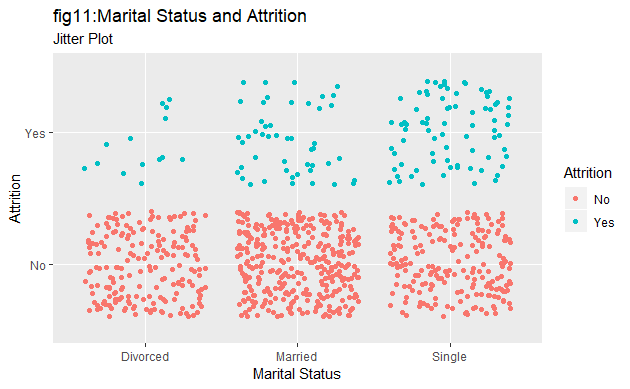 fig11:Marital Status and Attrition
Jitter Plot
Attrition
Yes
No
Divorced
Married
Single
Marital Status
Attrition
No
Yes